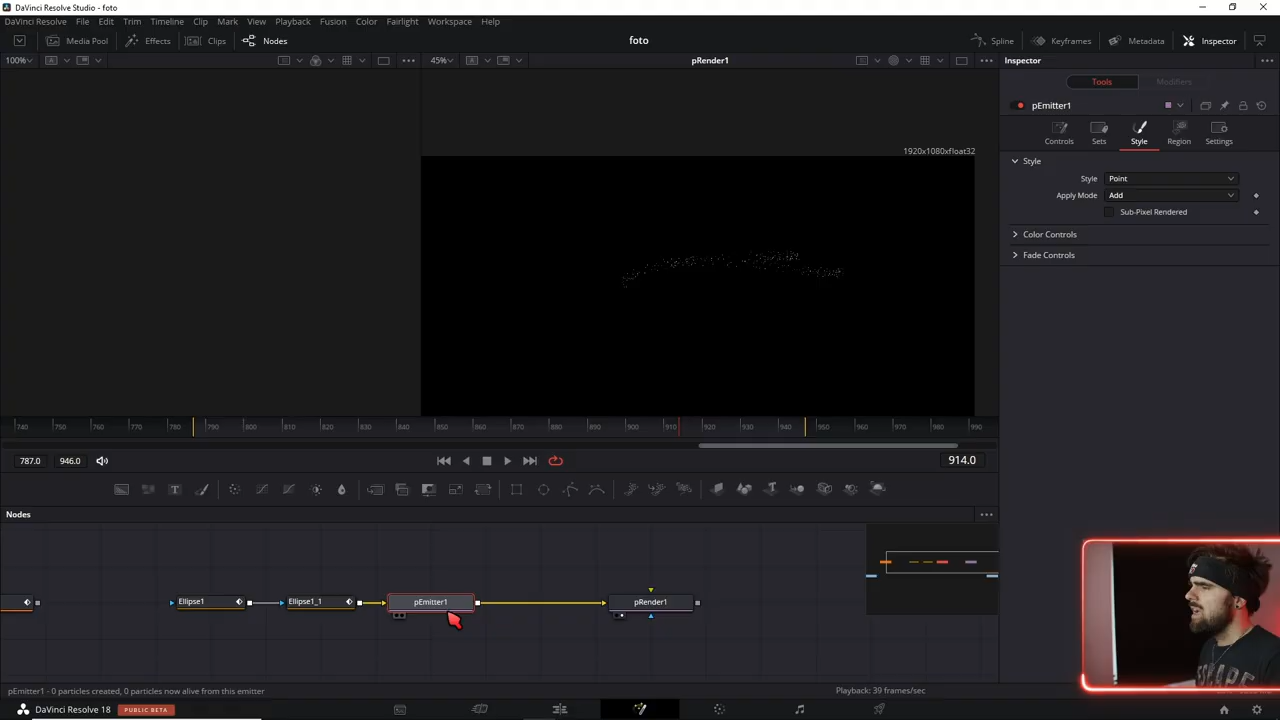 DaVinci Resolve Studio - foto
DaVinci Resolve File Edit Trim Timeline Clip Mark View Playback Fusion Color Fairlight Workspace Help
Media Pool Effects Clips Nodes foto Spline Keyframes Metadata Inspector
100% 45% pRender1 Inspector
Tools Modifiers
pEmitter1
Controls Sets Style Region Settings
1920x1080xfloat32
Style
Style Point
Apply Mode Add
Sub-Pixel Rendered
Color Controls
Fade Controls
740 750 760 770 780 790 800 810 820 830 840 850 860 870 880 890 900 910 920 930 940 950 960 970 980 990
787.0 946.0 914.0
Nodes
Ellipse1 Ellipse1_1 pEmitter1 pRender1
pEmitter1 - 0 particles created, 0 particles now alive from this emitter Playback: 39 frames/sec
DaVinci Resolve 18 PUBLIC BETA